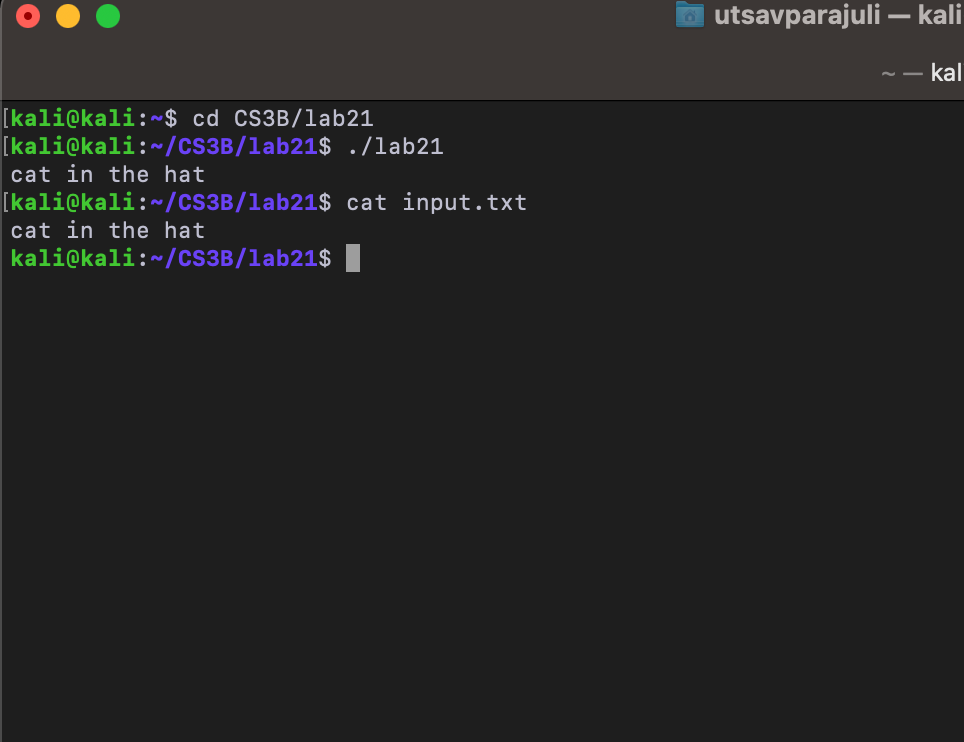 utsavparajuli — kali
~ — kal
[kali@kali:~$ cd CS3B/lab21
[kali@kali:~/CS3B/lab21$ ./lab21
cat in the hat
[kali@kali:~/CS3B/lab21$ cat input.txt
cat in the hat
kali@kali:~/CS3B/lab21$